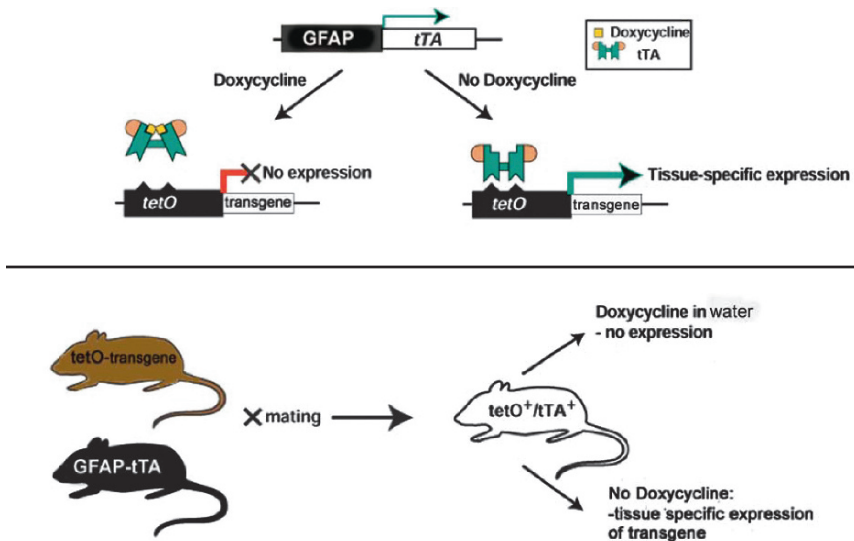 GFAP tTA
Doxycycline
tTA
Doxycycline No Doxycycline
No expression
Tissue-specific expression
tetO transgene
tetO transgene
tetO-transgene
GFAP-tTA
X mating
tetO⁺/tTA⁺
Doxycycline in water
- no expression
No Doxycycline:
-tissue specific expression
of transgene